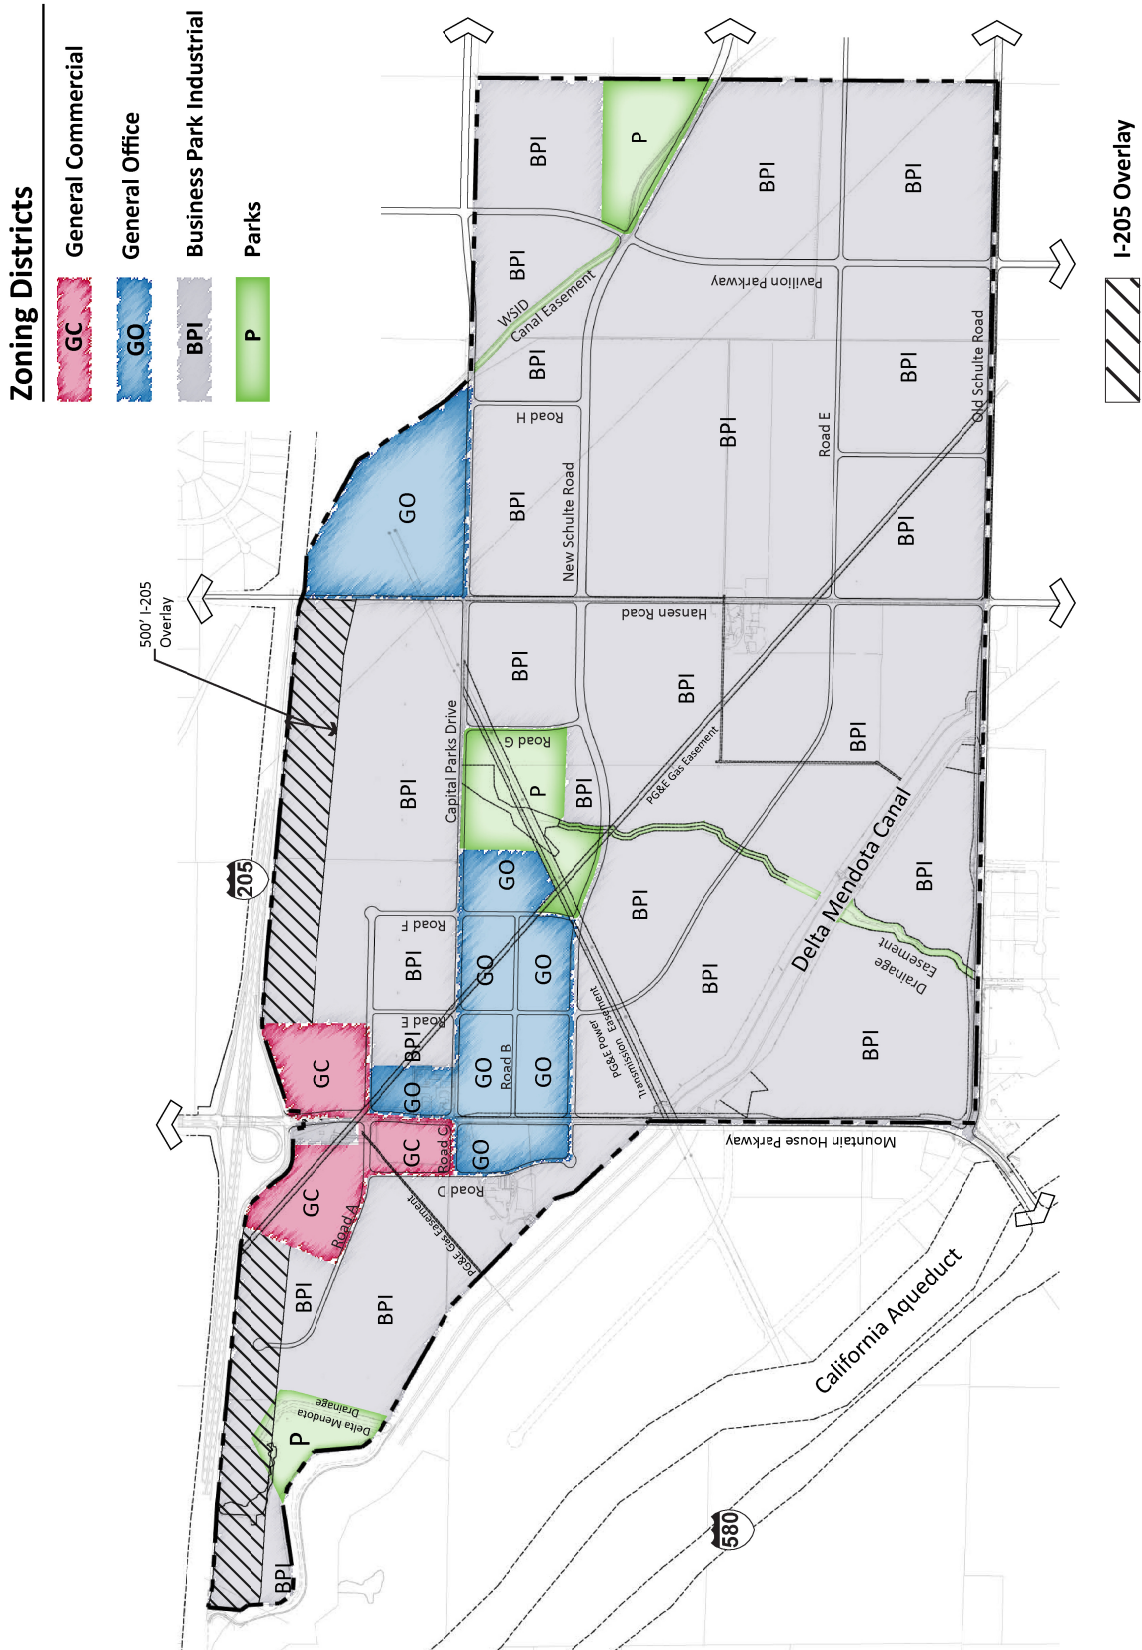 Zoning Districts
GC
General Commercial
GO
General Office
BPI
Business Park Industrial
P
Parks
I-205 Overlay
500' I-205
Overlay
205
580
BPI
P
Delta Mendota
Drainage
BPI
BPI
GC
Road A
GC
Road C
GO
Road D
PG&E Gas Easement
GC
GO
BPI
Road E
BPI
Road F
GO
GO
Road B
GO
GO
GO
BPI
Capital Parks Drive
P
Road G
BPI
BPI
GO
BPI
Road H
BPI
BPI
BPI
P
WSID
Canal Easement
New Schulte Road
Hansen Road
Pavilion Parkway
BPI
BPI
BPI
BPI
BPI
Road E
Old Schulte Road
BPI
BPI
BPI
BPI
BPI
BPI
PG&E Gas Easement
PG&E Power
Transmission Easement
Delta Mendota Canal
Drainage
Easement
Mountain House Parkway
California Aqueduct